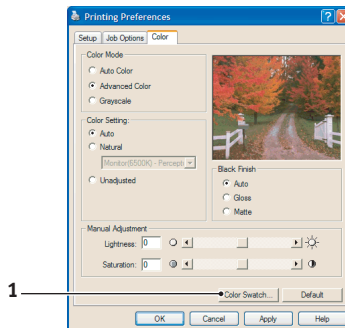 Printing Preferences
Setup Job Options Color
Color Mode
Auto Color
Advanced Color
Grayscale
Color Setting:
Auto
Natural
Monitor(6500K) - Percepti
Unadjusted
Black Finish
Auto
Gloss
Matte
Manual Adjustment
Lightness: 0
Saturation: 0
1
Color Swatch... Default
OK Cancel Apply Help